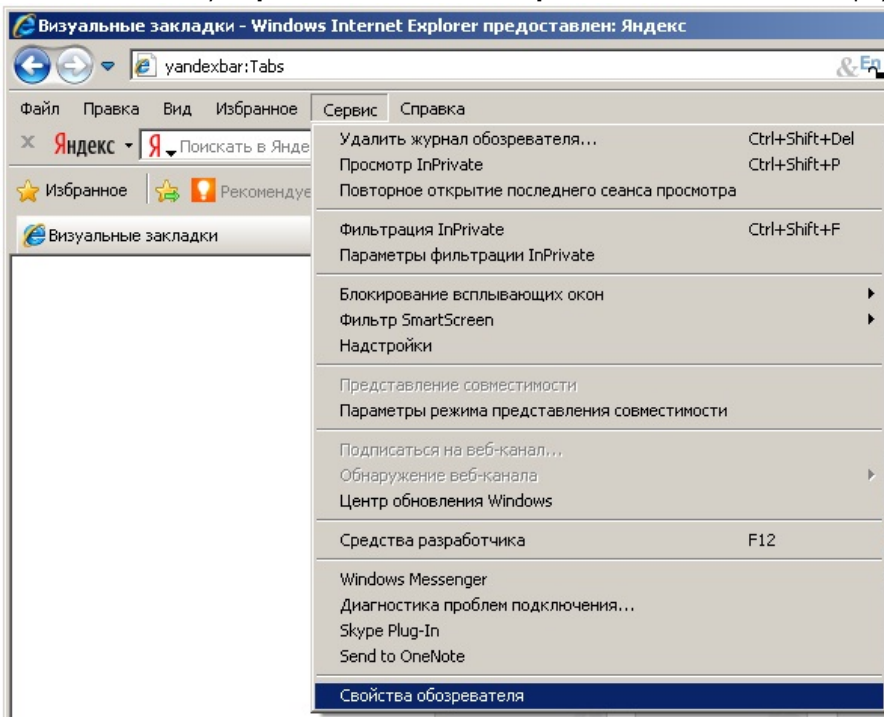 Визуальные закладки - Windows Internet Explorer предоставлен: Яндекс
yandexbar:Tabs
Файл Правка Вид Избранное Сервис Справка
Яндекс Я Поискать в Янде
Избранное Рекомендуе
Визуальные закладки
Удалить журнал обозревателя... Ctrl+Shift+Del
Просмотр InPrivate Ctrl+Shift+P
Повторное открытие последнего сеанса просмотра
Фильтрация InPrivate Ctrl+Shift+F
Параметры фильтрации InPrivate
Блокирование всплывающих окон
Фильтр SmartScreen
Надстройки
Представление совместимости
Параметры режима представления совместимости
Подписаться на веб-канал...
Обнаружение веб-канала
Центр обновления Windows
Средства разработчика F12
Windows Messenger
Диагностика проблем подключения...
Skype Plug-In
Send to OneNote
Свойства обозревателя